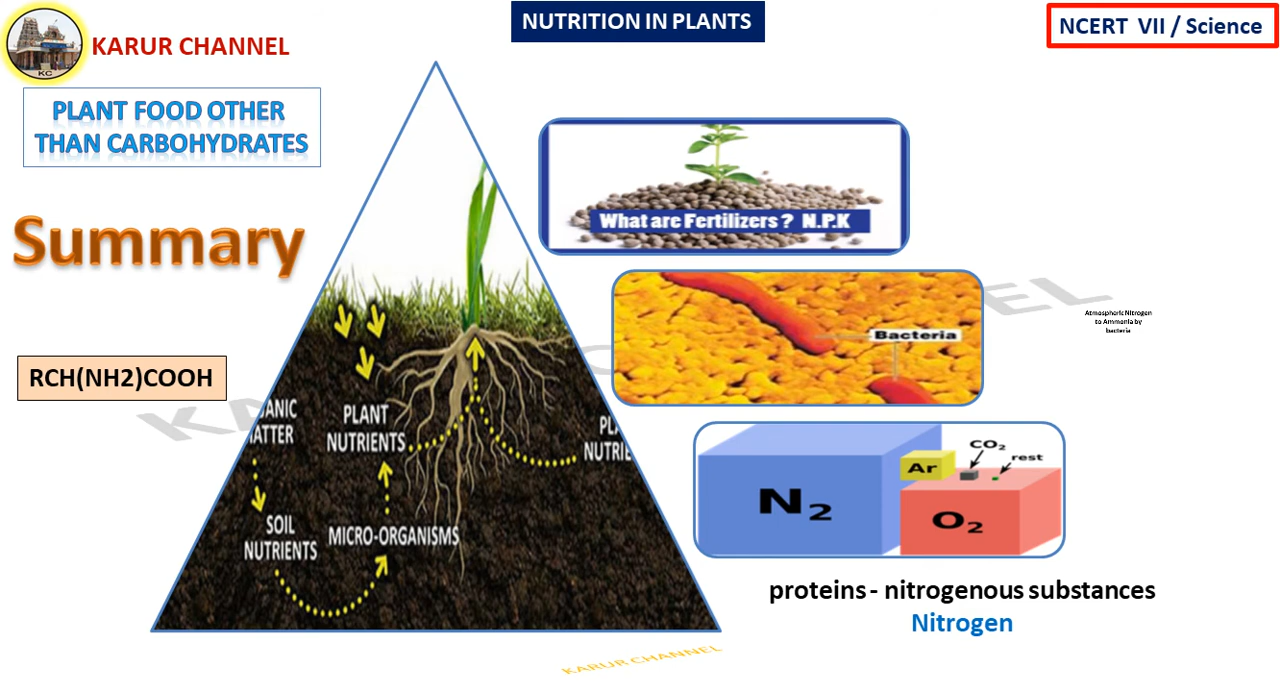 KC
KARUR CHANNEL
NUTRITION IN PLANTS
NCERT VII / Science
PLANT FOOD OTHER
THAN CARBOHYDRATES
Summary
RCH(NH2)COOH
PLANT
NUTRIENTS
SOIL
NUTRIENTS
MICRO-ORGANISMS
What are Fertilizers ? N.P.K
Bacteria
Atmospheric Nitrogen
to Ammonia by
bacteria
N₂
Ar
CO₂
rest
O₂
proteins - nitrogenous substances
Nitrogen
KARUR CHANNEL